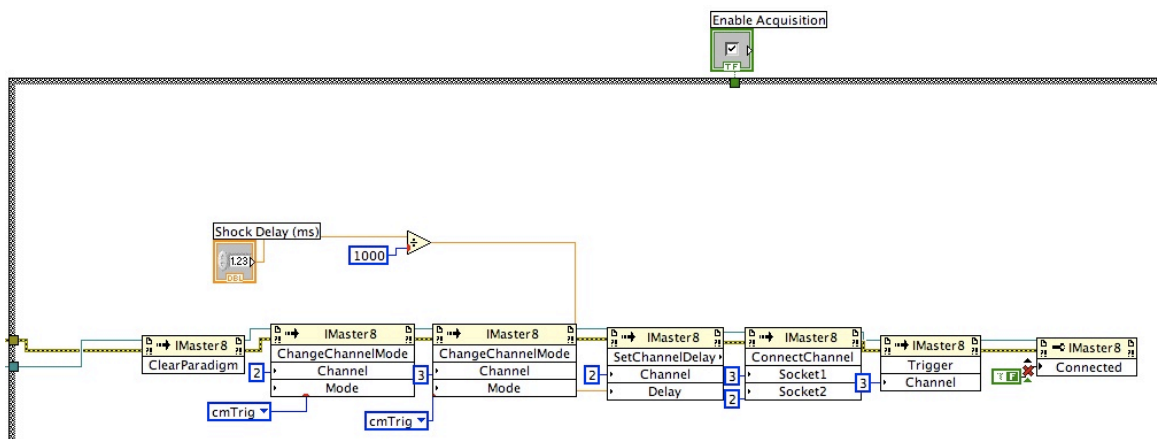 Enable Acquisition
TF
Shock Delay (ms)
1.23
DBL
1000
IMaster8
ClearParadigm
IMaster8
ChangeChannelMode
2
Channel
Mode
cmTrig
IMaster8
ChangeChannelMode
3
Channel
Mode
cmTrig
IMaster8
SetChannelDelay
2
Channel
Delay
IMaster8
ConnectChannel
3
Socket1
2
Socket2
IMaster8
Trigger
3
Channel
IMaster8
TF
Connected